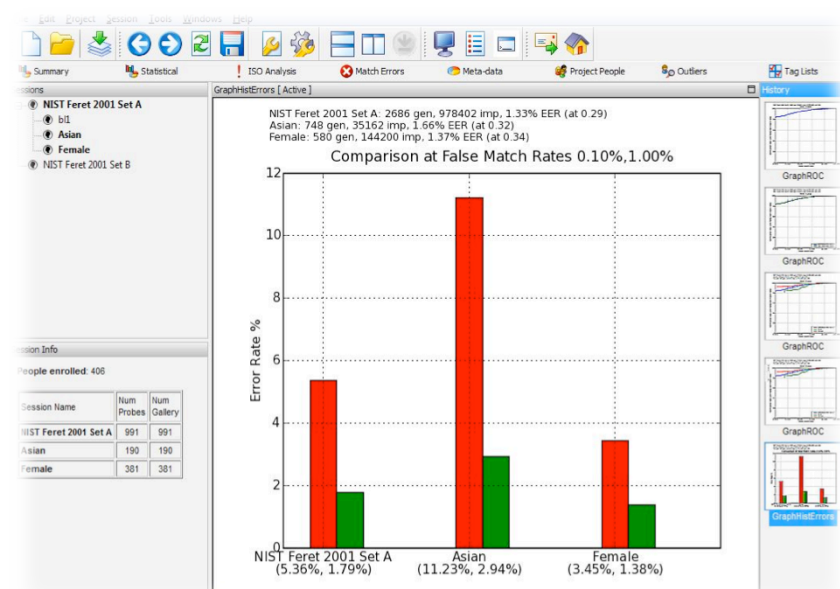 Edit Project Session Tools Windows Help
Summary Statistical ISO Analysis Match Errors Meta-data Project People Outliers Tag Lists
GraphHistErrors [ Active ]
History
NIST Feret 2001 Set A
bl1
Asian
Female
NIST Feret 2001 Set B
People enrolled: 406
Session Name Num Probes Num Gallery
NIST Feret 2001 Set A 991 991
Asian 190 190
Female 381 381
NIST Feret 2001 Set A: 2686 gen, 978402 imp, 1.33% EER (at 0.29)
Asian: 748 gen, 35162 imp, 1.66% EER (at 0.32)
Female: 580 gen, 144200 imp, 1.37% EER (at 0.34)
Comparison at False Match Rates 0.10%,1.00%
Error Rate %
12
10
8
6
4
2
0
NIST Feret 2001 Set A Asian Female
(5.36%, 1.79%) (11.23%, 2.94%) (3.45%, 1.38%)
GraphROC
GraphROC
GraphROC
GraphROC
GraphHistErrors